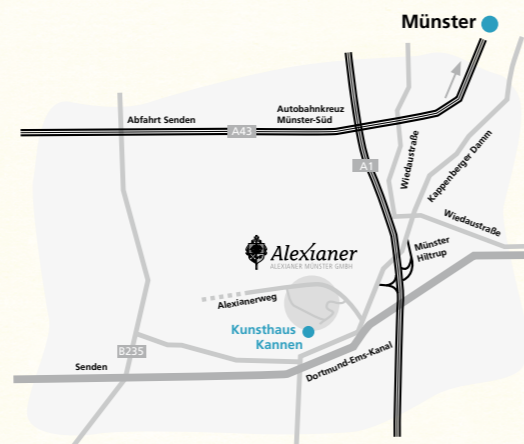 Münster
Autobahnkreuz
Münster-Süd
Abfahrt Senden
A43
A1
Wiedaustraße
Kappenberger Damm
Wiedaustraße
Münster
Hiltrup
Alexianer
ALEXIANER MÜNSTER GMBH
Alexianerweg
Kunsthaus
Kannen
B235
Senden
Dortmund-Ems-Kanal